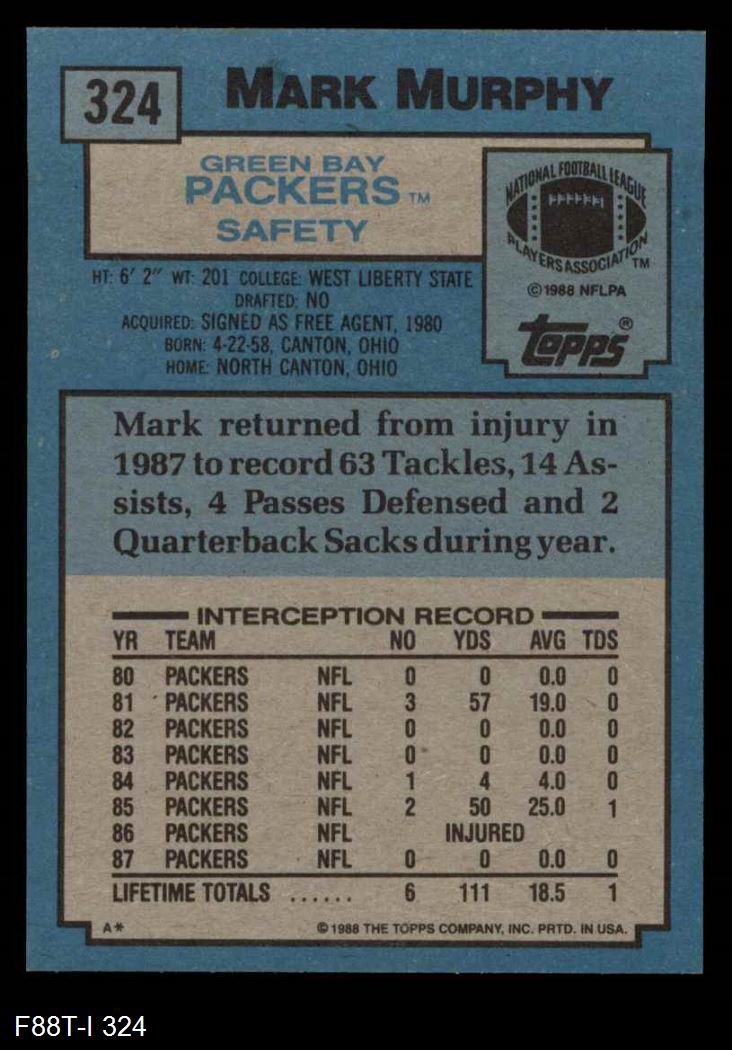 324
MARK MURPHY
GREEN BAY
PACKERS TM
SAFETY
NATIONAL FOOTBALL LEAGUE
PLAYERS ASSOCIATION TM
© 1988 NFLPA
topps®
HT: 6' 2" WT: 201 COLLEGE: WEST LIBERTY STATE
DRAFTED: NO
ACQUIRED: SIGNED AS FREE AGENT, 1980
BORN: 4-22-58, CANTON, OHIO
HOME: NORTH CANTON, OHIO
Mark returned from injury in
1987 to record 63 Tackles, 14 As-
sists, 4 Passes Defensed and 2
Quarterback Sacks during year.
INTERCEPTION RECORD
YR TEAM NO YDS AVG TDS
80 PACKERS NFL 0 0 0.0 0
81 PACKERS NFL 3 57 19.0 0
82 PACKERS NFL 0 0 0.0 0
83 PACKERS NFL 0 0 0.0 0
84 PACKERS NFL 1 4 4.0 0
85 PACKERS NFL 2 50 25.0 1
86 PACKERS NFL INJURED
87 PACKERS NFL 0 0 0.0 0
LIFETIME TOTALS ...... 6 111 18.5 1
A* © 1988 THE TOPPS COMPANY, INC. PRTD. IN USA.
F88T-I 324